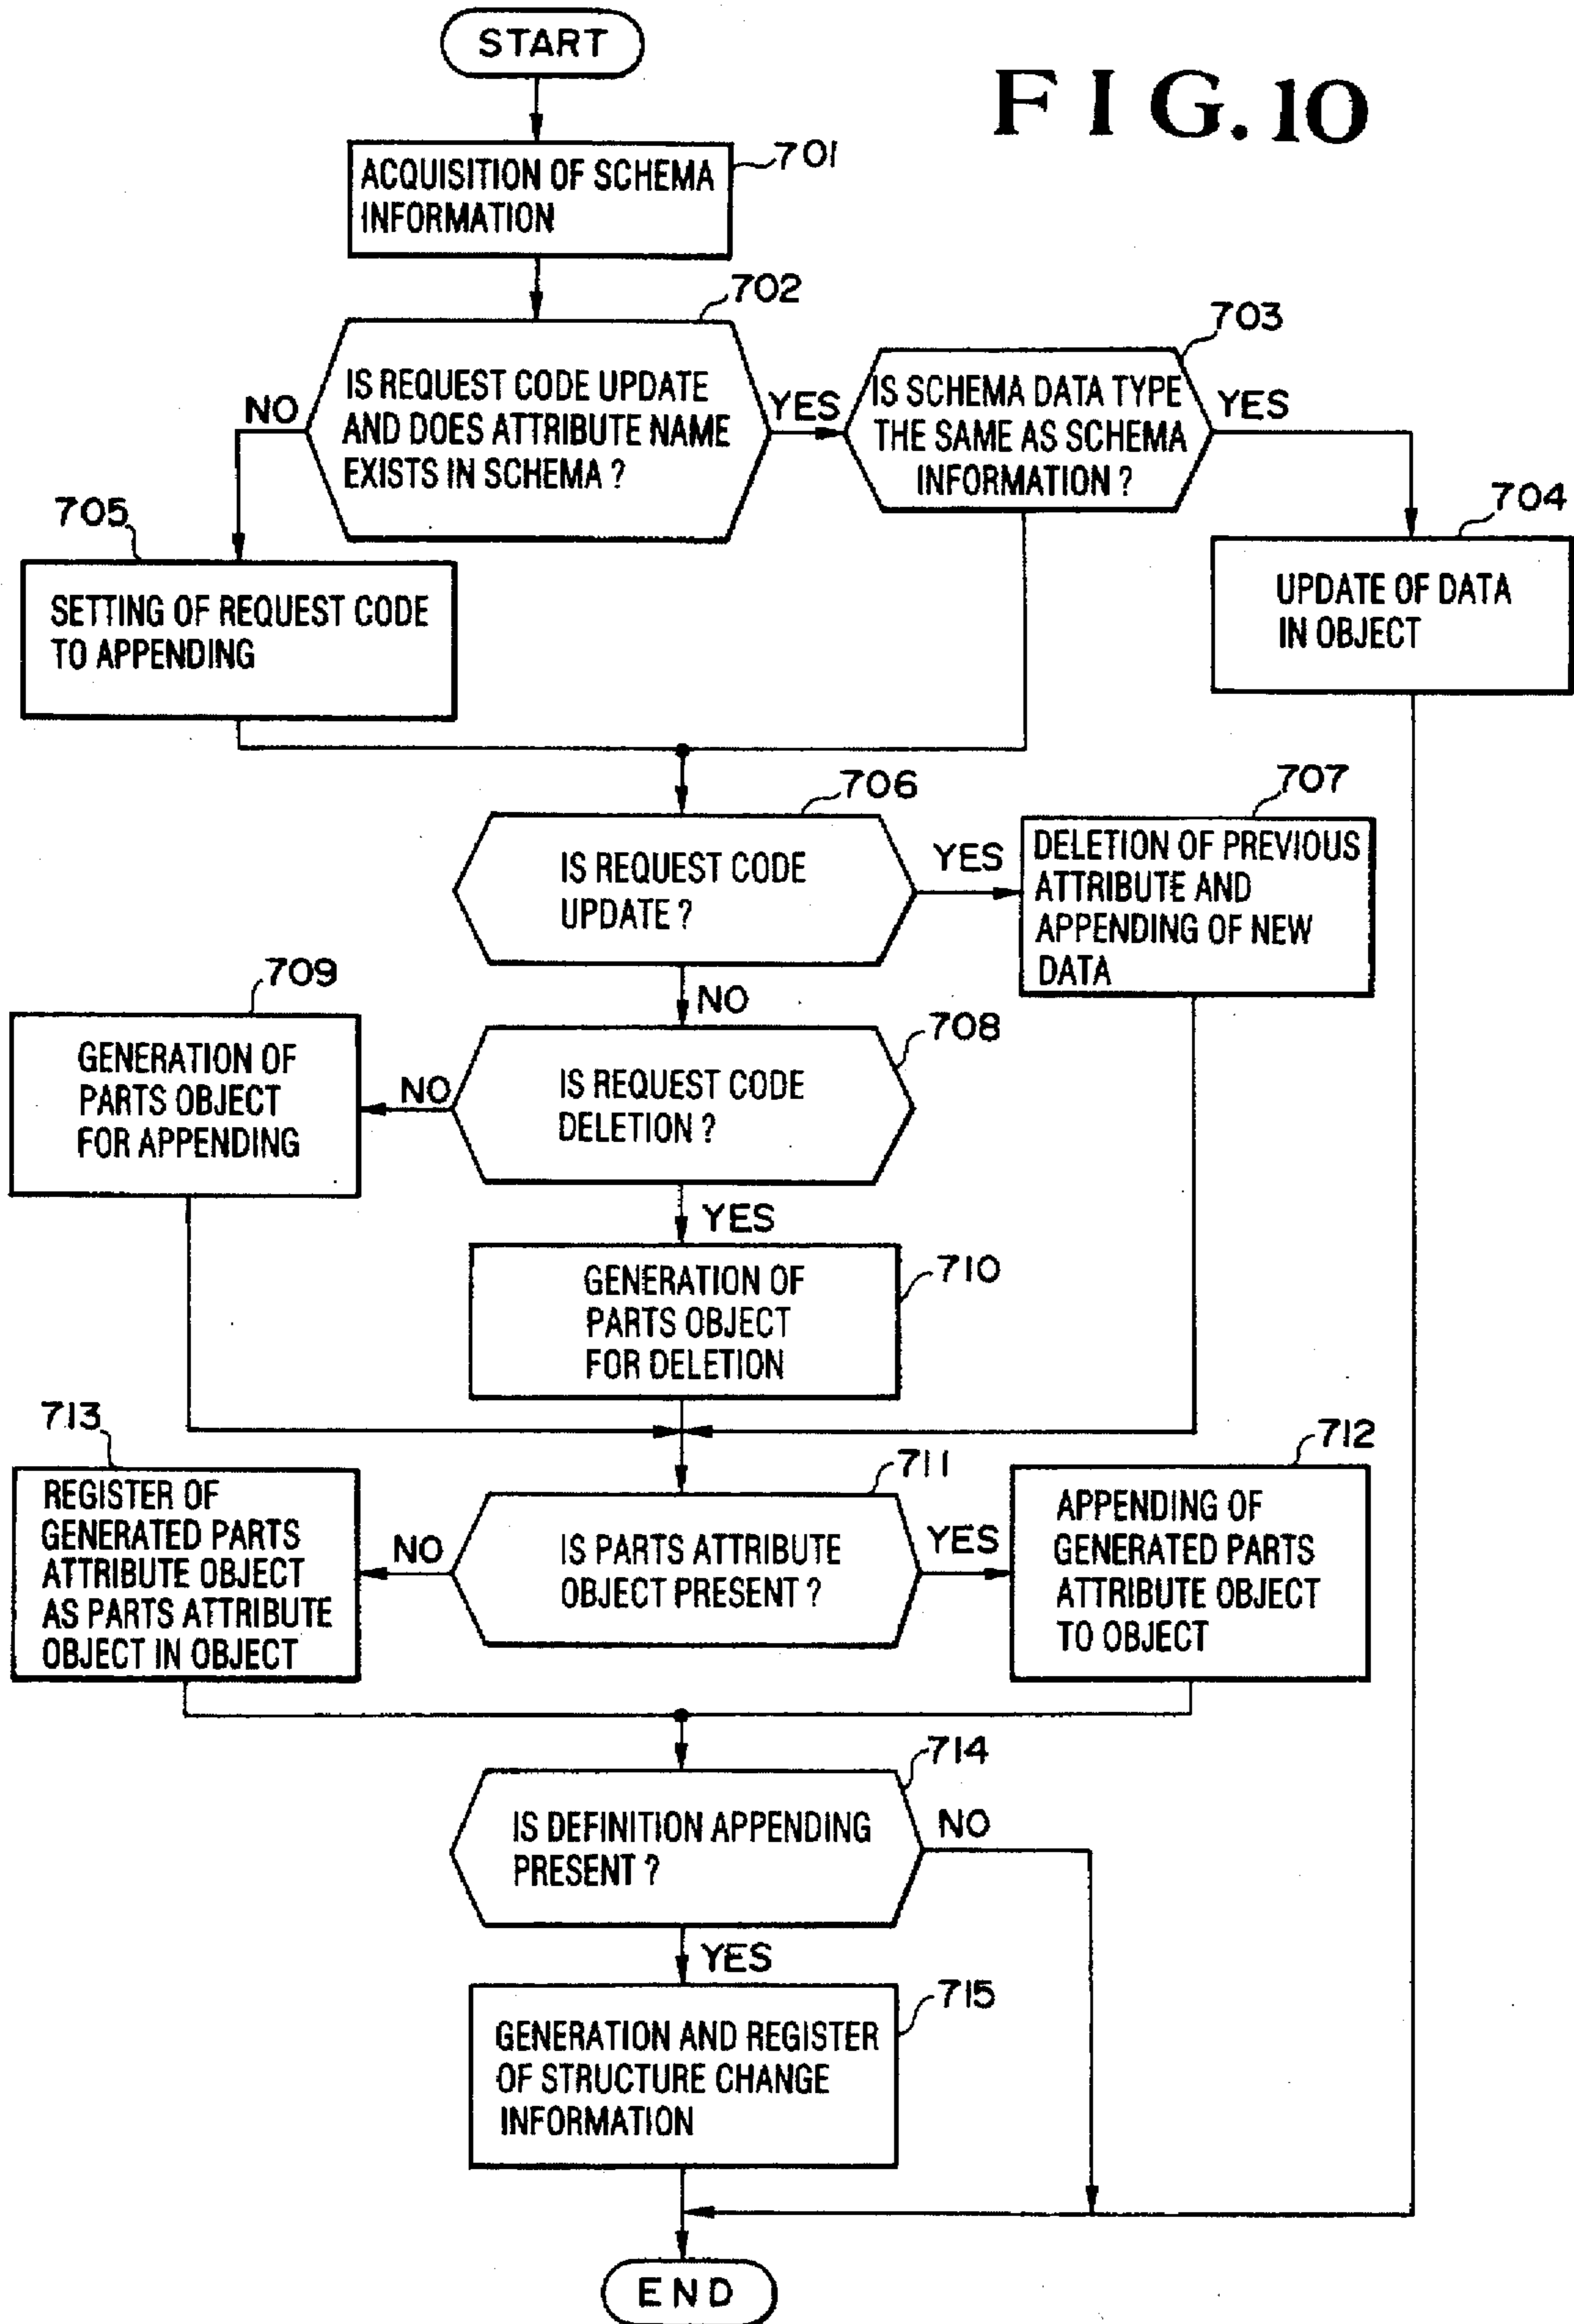 START
FIG. 10
701
ACQUISITION OF SCHEMA
INFORMATION
702
703
IS REQUEST CODE UPDATE
AND DOES ATTRIBUTE NAME
EXISTS IN SCHEMA ?
NO
YES
IS SCHEMA DATA TYPE
THE SAME AS SCHEMA
INFORMATION ?
YES
705
704
SETTING OF REQUEST CODE
TO APPENDING
UPDATE OF DATA
IN OBJECT
706
707
IS REQUEST CODE
UPDATE ?
YES
DELETION OF PREVIOUS
ATTRIBUTE AND
APPENDING OF NEW
DATA
NO
709
708
GENERATION OF
PARTS OBJECT
FOR APPENDING
NO
IS REQUEST CODE
DELETION ?
YES
710
GENERATION OF
PARTS OBJECT
FOR DELETION
713
711
712
REGISTER OF
GENERATED PARTS
ATTRIBUTE OBJECT
AS PARTS ATTRIBUTE
OBJECT IN OBJECT
NO
IS PARTS ATTRIBUTE
OBJECT PRESENT ?
YES
APPENDING OF
GENERATED PARTS
ATTRIBUTE OBJECT
TO OBJECT
714
IS DEFINITION APPENDING
PRESENT ?
NO
YES
715
GENERATION AND REGISTER
OF STRUCTURE CHANGE
INFORMATION
END